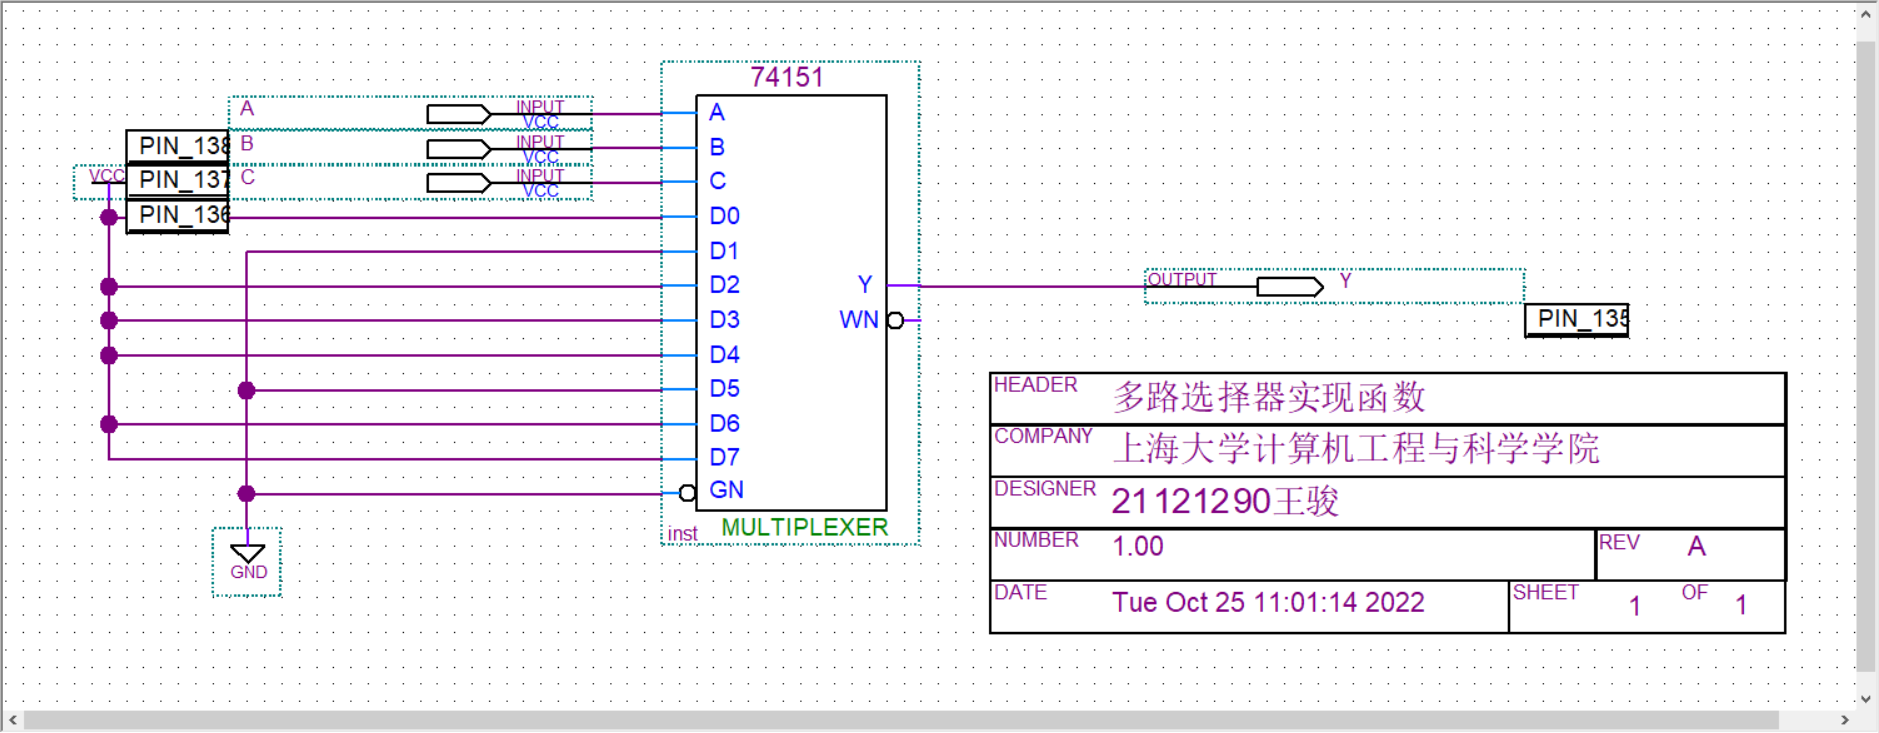 74151
A
INPUT
VCC
A
PIN_138
B
INPUT
VCC
B
VCC
PIN_137
C
INPUT
VCC
C
PIN_136
D0
D1
D2
Y
OUTPUT
Y
D3
WN
PIN_135
D4
D5
D6
D7
GN
inst
MULTIPLEXER
GND
HEADER 多路选择器实现函数
COMPANY 上海大学计算机工程与科学学院
DESIGNER 21121290王骏
NUMBER 1.00 REV A
DATE Tue Oct 25 11:01:14 2022 SHEET 1 OF 1